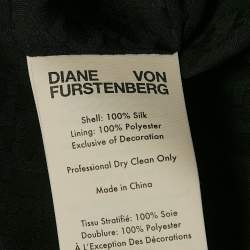 DIANE VON
FURSTENBERG
Shell: 100% Silk
Lining: 100% Polyester
Exclusive of Decoration
Professional Dry Clean Only
Made in China
Tissu Stratifié: 100% Soie
Doublure: 100% Polyester
À L'Exception Des Décorations